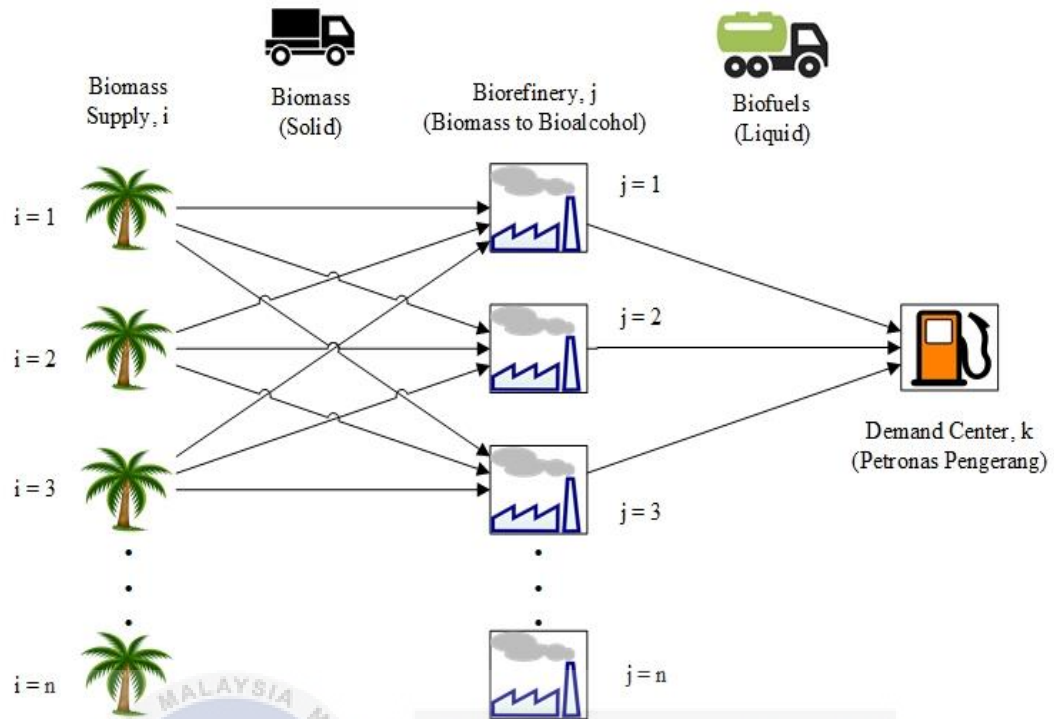 Biomass
Supply, i
Biomass
(Solid)
Biorefinery, j
(Biomass to Bioalcohol)
Biofuels
(Liquid)
i = 1
j = 1
i = 2
j = 2
Demand Center, k
(Petronas Pengerang)
i = 3
j = 3
i = n
j = n
MALAYSIA